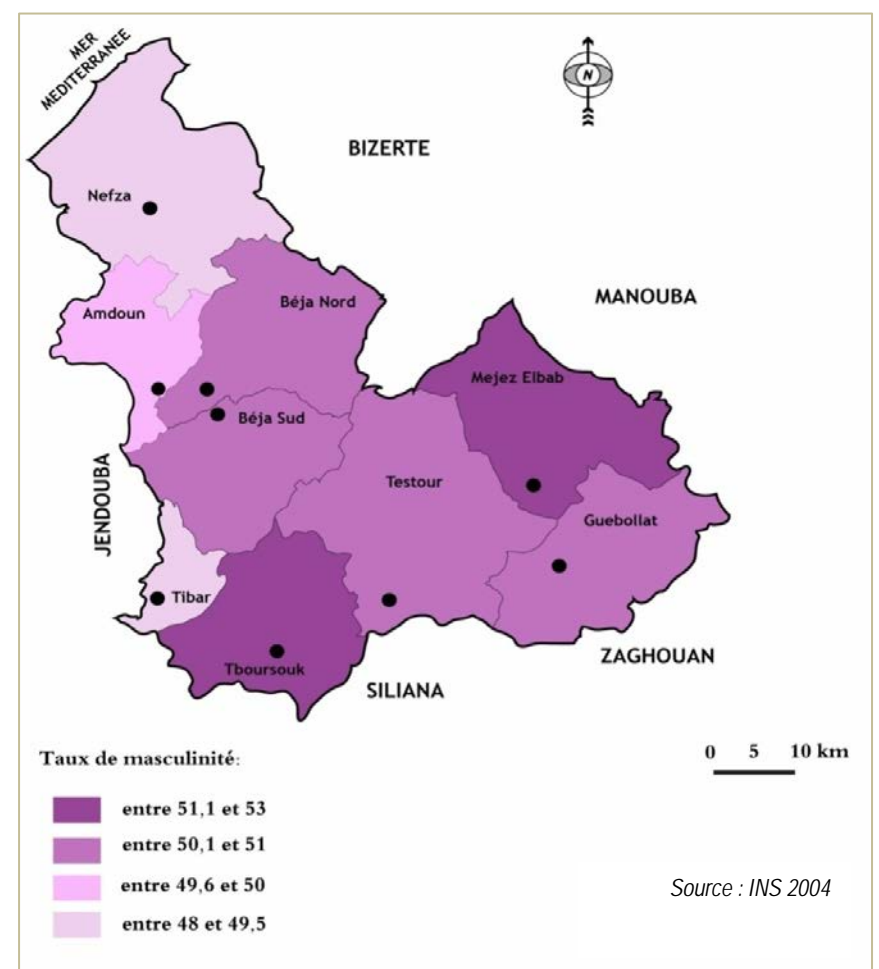 MER
MEDITERRANEE
N
BIZERTE
Nefza
MANOUBA
Béja Nord
Amdoun
Mejez Elbab
Béja Sud
Testour
JENDOUBA
Guebollat
Tibar
ZAGHOUAN
Tboursouk
SILIANA
Taux de masculinité:
0 5 10 km
entre 51,1 et 53
entre 50,1 et 51
entre 49,6 et 50
entre 48 et 49,5
Source : INS 2004